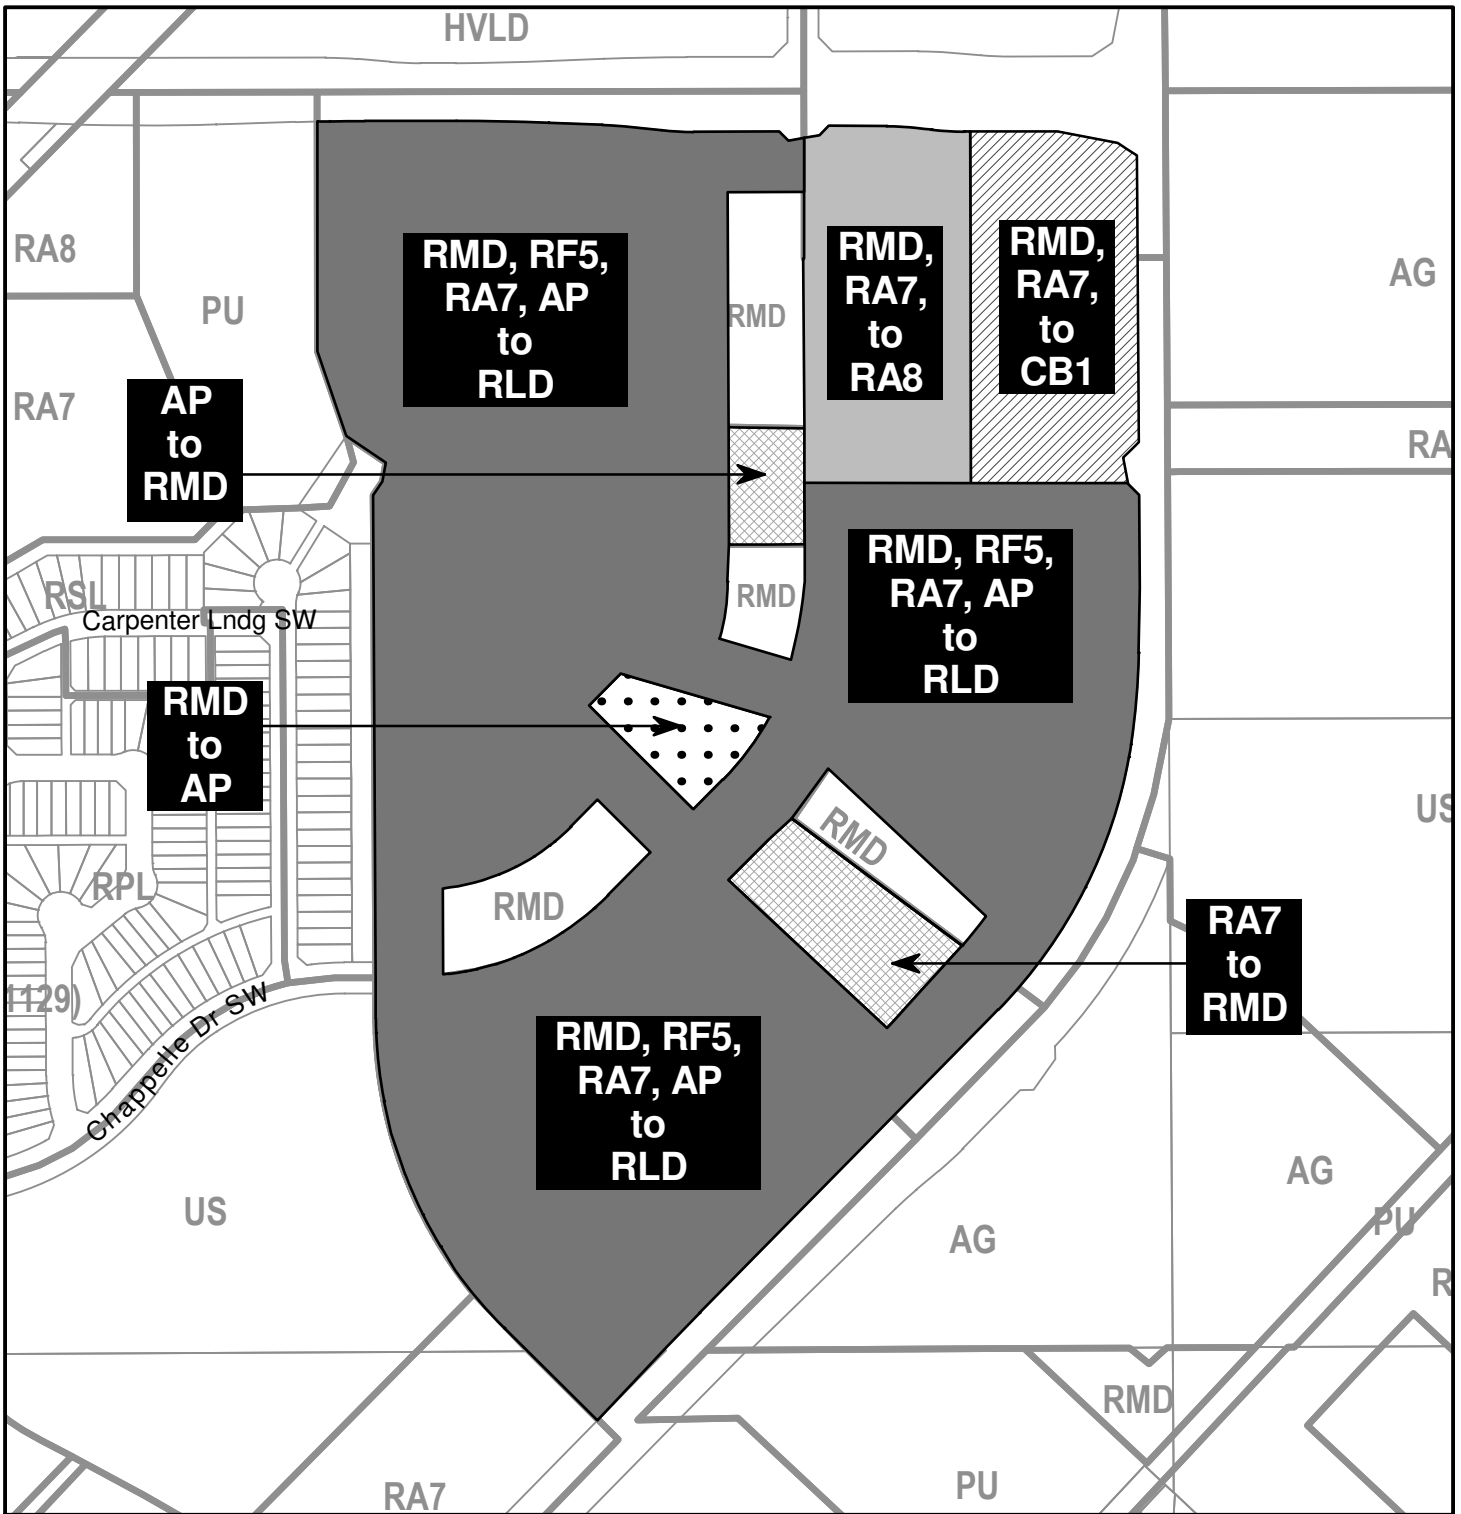 HVLD
RA8
PU
RMD, RF5,
RA7, AP
to
RLD
RMD
RMD,
RA7,
to
RA8
RMD,
RA7,
to
CB1
AG
RA7
AP
to
RMD
RA
RSL
Carpenter Lndg SW
RMD
RMD, RF5,
RA7, AP
to
RLD
RMD
to
AP
RMD
US
RPL
RMD
RA7
to
RMD
1129)
Chappelle Dr SW
RMD, RF5,
RA7, AP
to
RLD
US
AG
AG
PU
R
RMD
RA7
PU